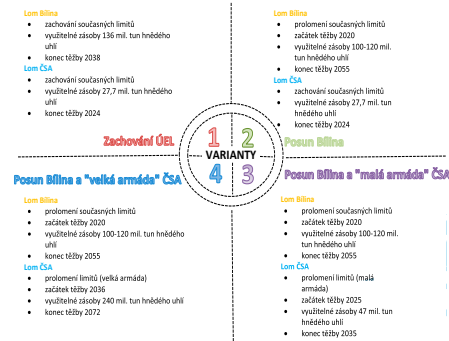 Lom Bílina
zachování současných limitů
využitelné zásoby 136 mil. tun hnědého
uhlí
konec těžby 2038
Lom ČSA
zachování současných limitů
využitelné zásoby 27,7 mil. tun hnědého
uhlí
konec těžby 2024
Zachování ÚEL
Lom Bílina
prolomení současných limitů
začátek těžby 2020
využitelné zásoby 100-120 mil.
tun hnědého uhlí
konec těžby 2055
Lom ČSA
zachování současných limitů
využitelné zásoby 27,7 mil. tun
hnědého uhlí
konec těžby 2024
Posun Bílina
1 2
VARIANTY
4 3
Posun Bílina a "velká armáda" ČSA
Lom Bílina
prolomení současných limitů
začátek těžby 2020
využitelné zásoby 100-120 mil. tun hnědého
uhlí
konec těžby 2055
Lom ČSA
prolomení limitů (velká armáda)
začátek těžby 2036
využitelné zásoby 240 mil. tun hnědého uhlí
konec těžby 2072
Posun Bílina a "malá armáda" ČSA
Lom Bílina
prolomení současných limitů
začátek těžby 2020
využitelné zásoby 100-120 mil.
tun hnědého uhlí
konec těžby 2055
Lom ČSA
prolomení limitů (malá
armáda)
začátek těžby 2025
využitelné zásoby 47 mil. tun
hnědého uhlí
konec těžby 2035